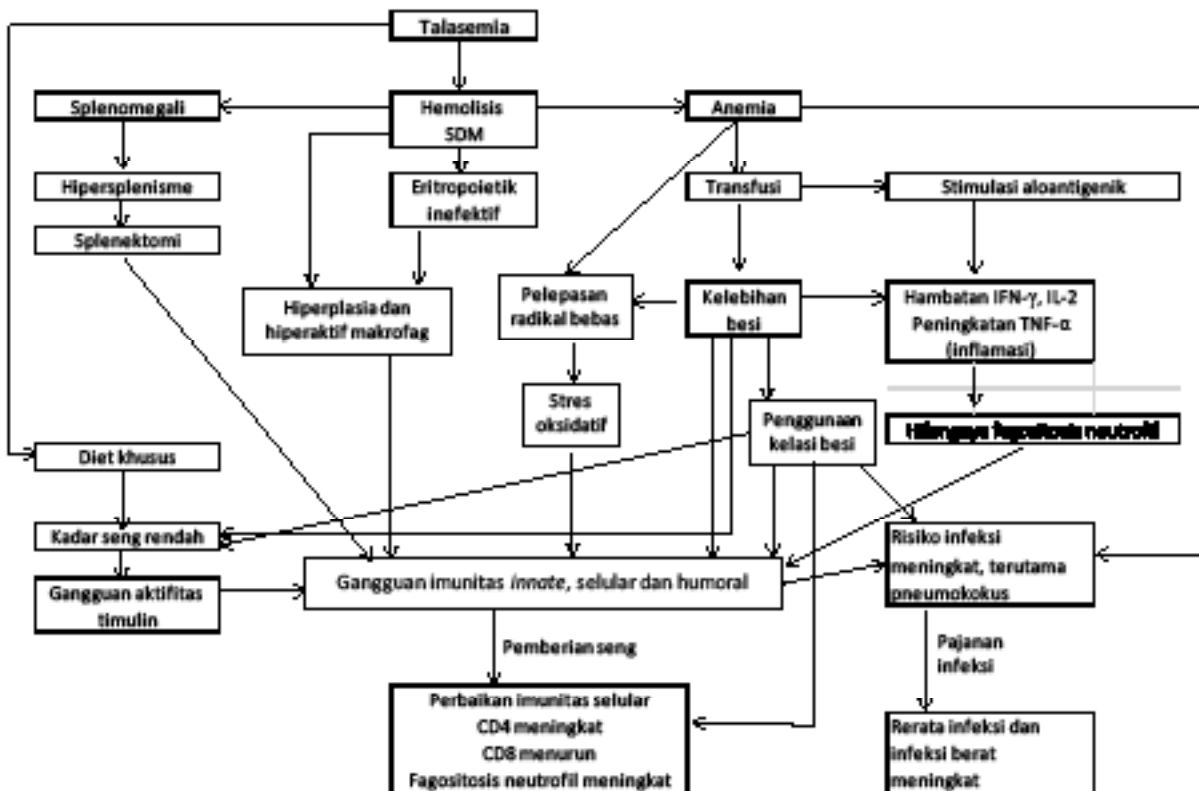 Talasemia
Splenomegali
Hemolisis
SDM
Anemia
Hipersplenisme
Eritropoietik
inefektif
Transfusi
Stimulasi aloantigenik
Splenektomi
Hiperplasia dan
hiperaktif makrofag
Pelepasan
radikal bebas
Kelebihan
besi
Hambatan IFN-γ, IL-2
Peningkatan TNF-α
(inflamasi)
Stres
oksidatif
Penggunaan
kelasi besi
fagositosis neutrofil
Diet khusus
Kadar seng rendah
Risiko infeksi
meningkat, terutama
pneumokokus
Gangguan aktifitas
timulin
Gangguan imunitas innate, selular dan humoral
Pemberian seng
Pajanan
infeksi
Perbaikan imunitas selular
CD4 meningkat
CD8 menurun
Fagositosis neutrofil meningkat
Rerata infeksi dan
infeksi berat
meningkat